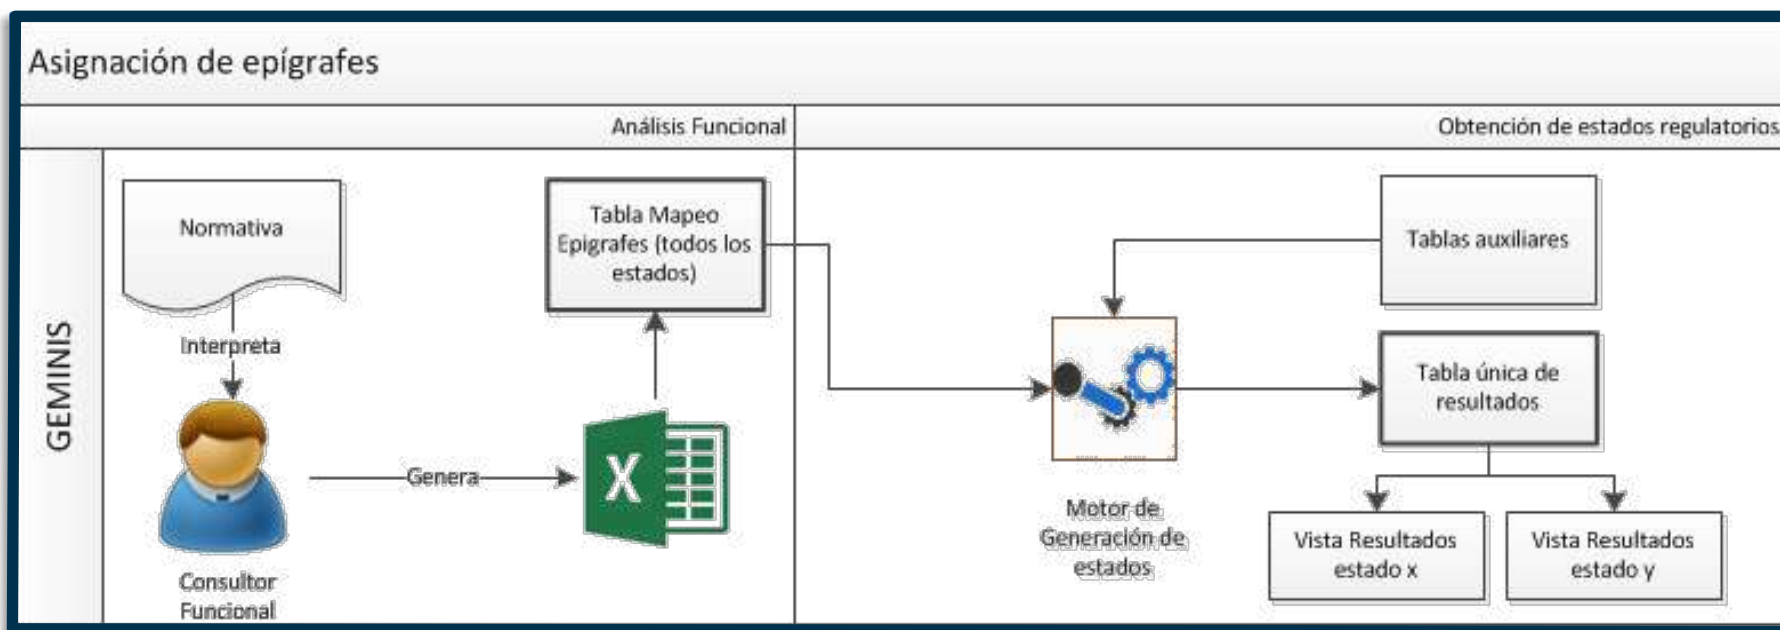 Asignación de epígrafes
Análisis Funcional
Obtención de estados regulatorios
GEMINIS
Normativa
Interpreta
Consultor
Funcional
Genera
X
Tabla Mapeo
Epigrafes (todos los
estados)
Tablas auxiliares
Motor de
Generación de
estados
Tabla única de
resultados
Vista Resultados
estado x
Vista Resultados
estado y